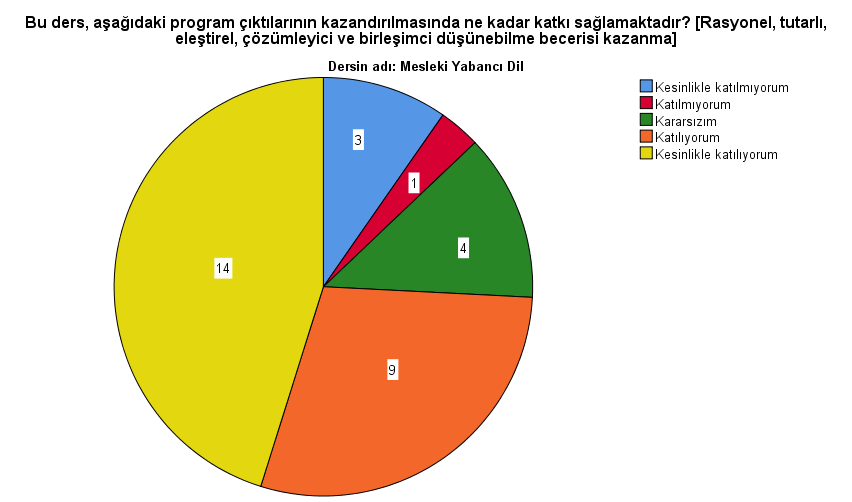 Bu ders, aşağıdaki program çıktılarının kazandırılmasında ne kadar katkı sağlamaktadır? [Rasyonel, tutarlı,
eleştirel, çözümleyici ve birleşimci düşünebilme becerisi kazanma]
Dersin adı: Mesleki Yabancı Dil
Kesinlikle katılmıyorum
Katılmıyorum
Kararsızım
Katılıyorum
Kesinlikle katılıyorum
3
1
4
14
9